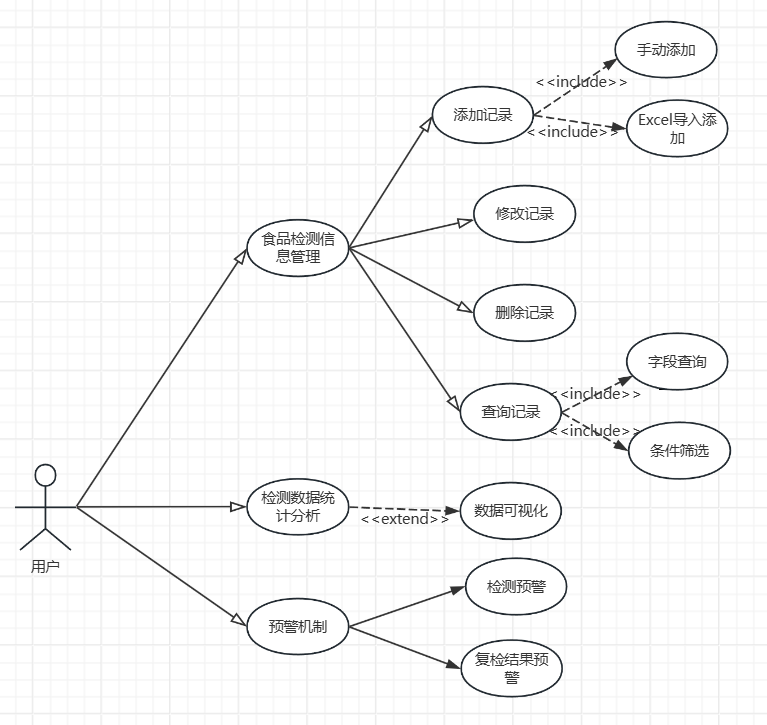 手动添加
<<include>>
添加记录
<<include>>
Excel导入添
加
修改记录
食品检测信
息管理
删除记录
字段查询
<<include>>
查询记录
<<include>>
条件筛选
检测数据统
计分析
<<extend>>
数据可视化
用户
检测预警
预警机制
复检结果预
警